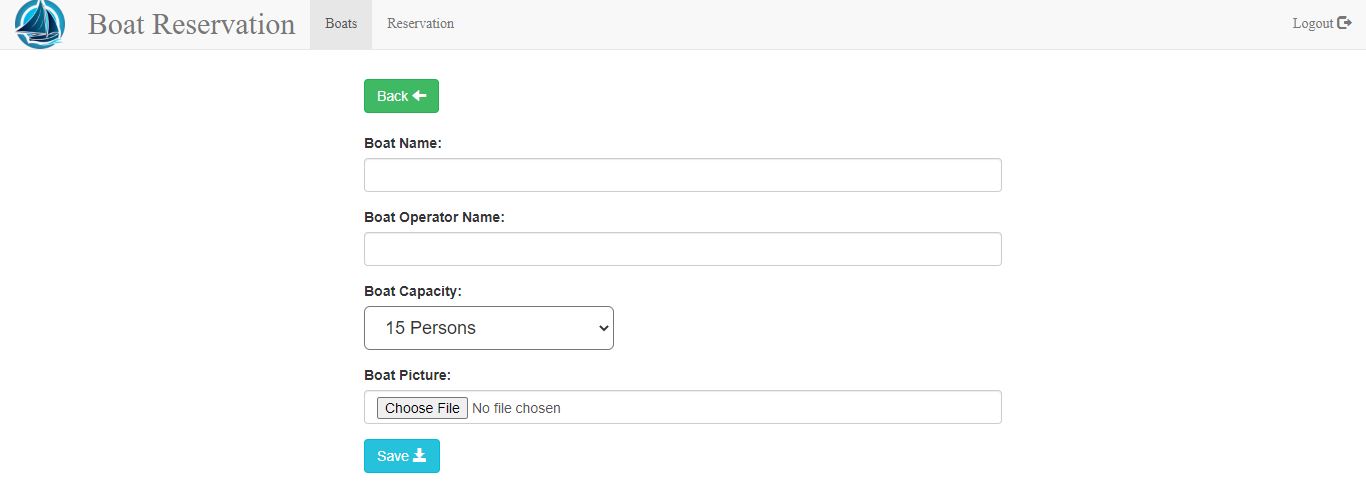 Boat Reservation Boats Reservation Logout
Back
Boat Name:
Boat Operator Name:
Boat Capacity:
15 Persons
Boat Picture:
Choose File No file chosen
Save